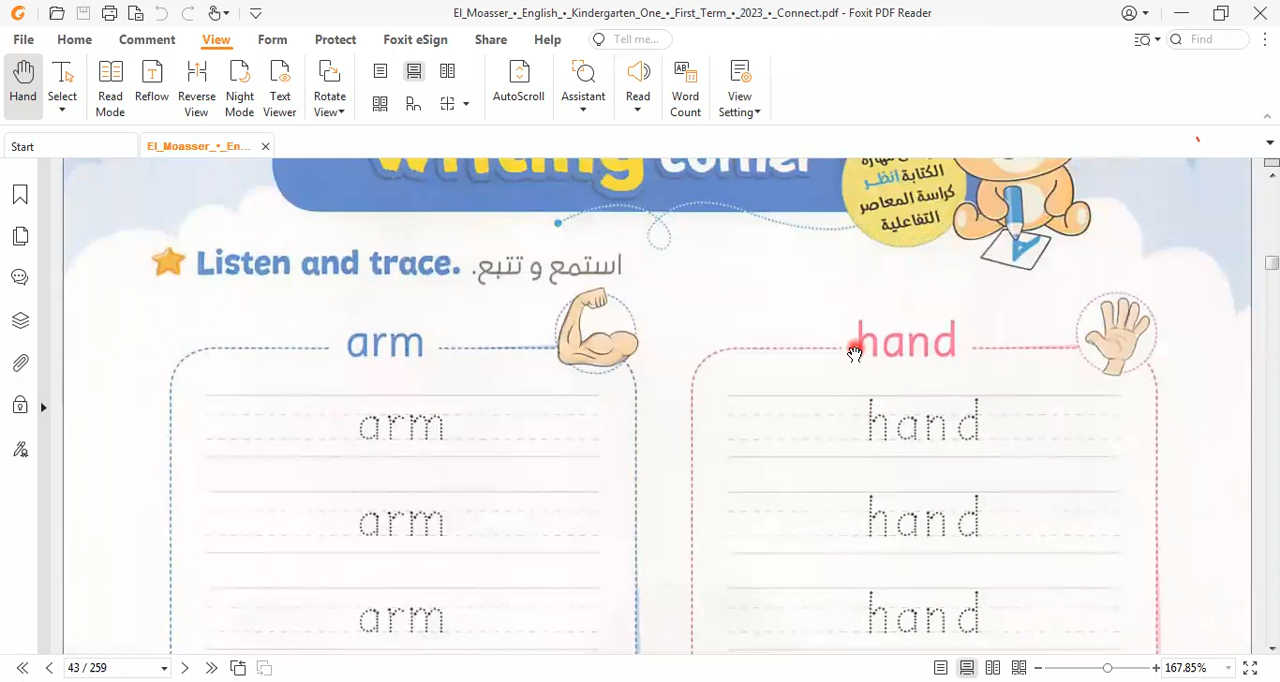 El_Moasser_•_English_•_Kindergarten_One_•_First_Term_•_2023_•_Connect.pdf - Foxit PDF Reader
File Home Comment View Form Protect Foxit eSign Share Help Tell me... Find
Hand Select Read Mode Reflow Reverse View Night Mode Text Viewer Rotate View AutoScroll Assistant Read Word Count View Setting
Start El_Moasser_•_En...
writing corner
الكتابة انظر
كراسة المعاصر
التفاعلية
Listen and trace. استمع و تتبع.
arm hand
arm hand
arm hand
arm hand
43 / 259 167.85%